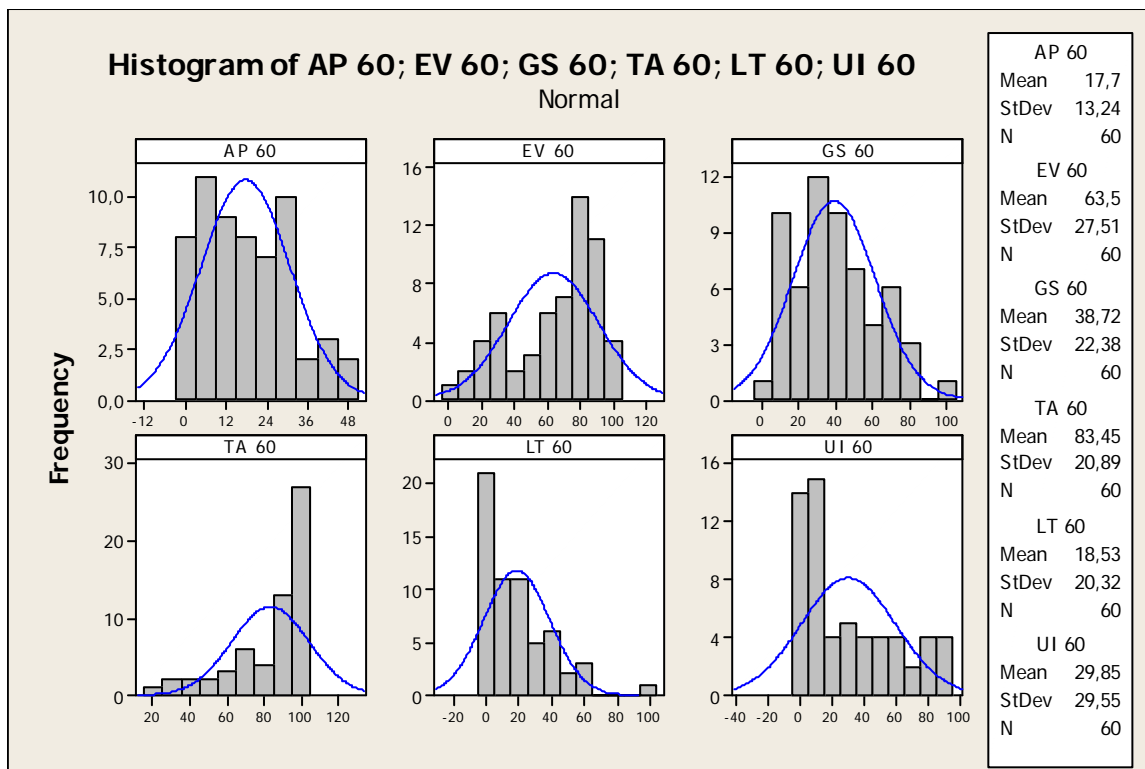 Histogram of AP 60; EV 60; GS 60; TA 60; LT 60; UI 60
Normal
Frequency
AP 60
10,0
7,5
5,0
2,5
0,0
-12 0 12 24 36 48
EV 60
16
12
8
4
0
0 20 40 60 80 100 120
GS 60
12
9
6
3
0
0 20 40 60 80 100
TA 60
30
20
10
0
20 40 60 80 100 120
LT 60
20
15
10
5
0
-20 0 20 40 60 80 100
UI 60
16
12
8
4
0
-40 -20 0 20 40 60 80 100
AP 60
Mean 17,7
StDev 13,24
N 60
EV 60
Mean 63,5
StDev 27,51
N 60
GS 60
Mean 38,72
StDev 22,38
N 60
TA 60
Mean 83,45
StDev 20,89
N 60
LT 60
Mean 18,53
StDev 20,32
N 60
UI 60
Mean 29,85
StDev 29,55
N 60